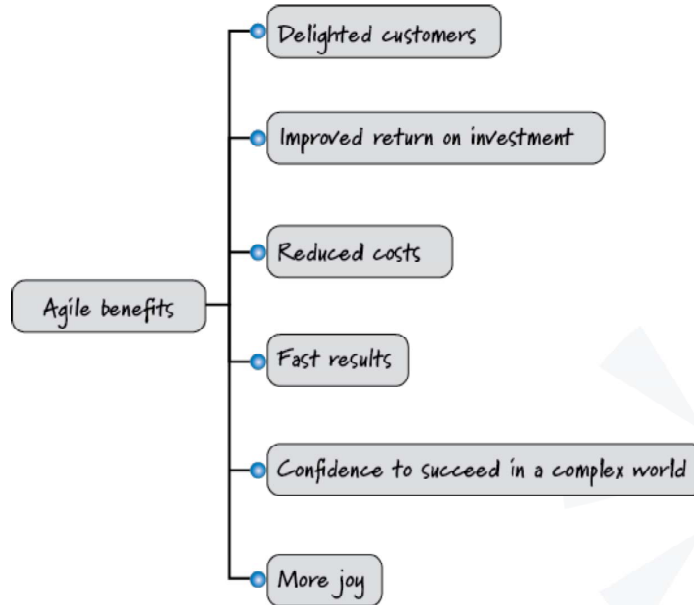 Delighted customers
Improved return on investment
Reduced costs
Agile benefits
Fast results
Confidence to succeed in a complex world
More joy